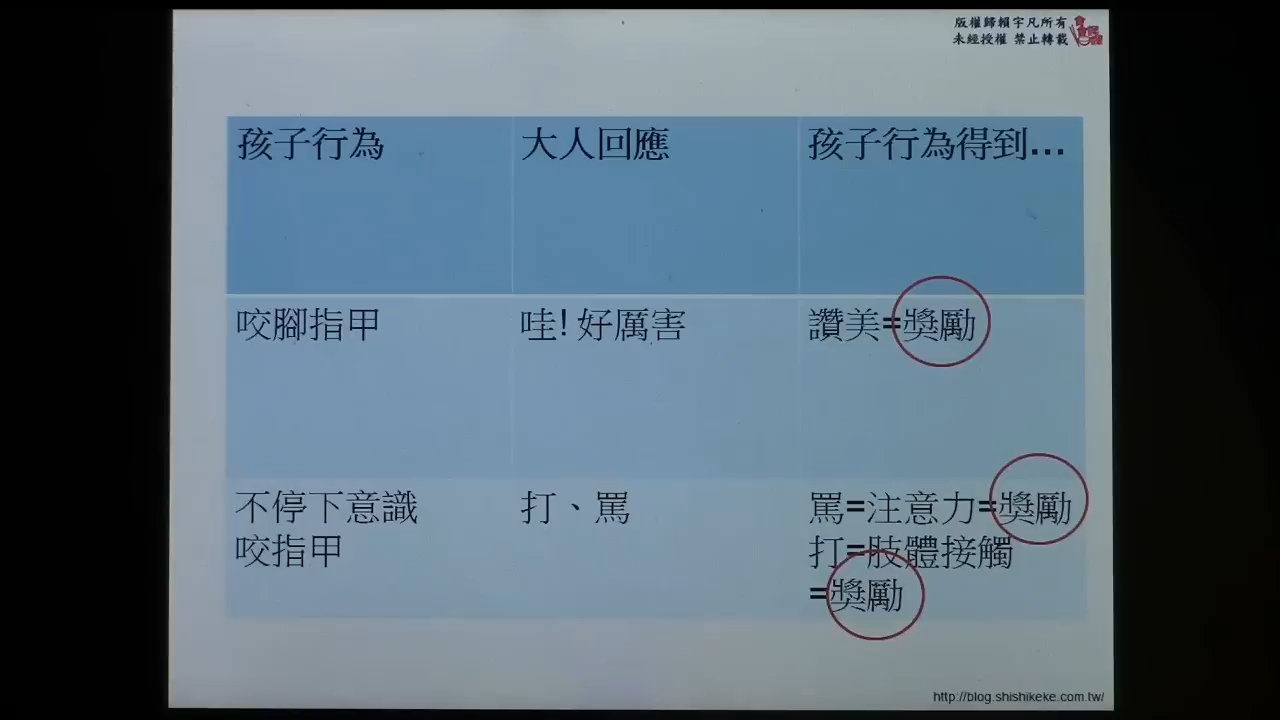 版權歸賴宇凡所有
未經授權 禁止轉載
孩子行為
大人回應
孩子行為得到...
咬腳指甲
哇!好厲害
讚美=獎勵
不停下意識
咬指甲
打、罵
罵=注意力=獎勵
打=肢體接觸
=獎勵
http://blog.shishikeke.com.tw/